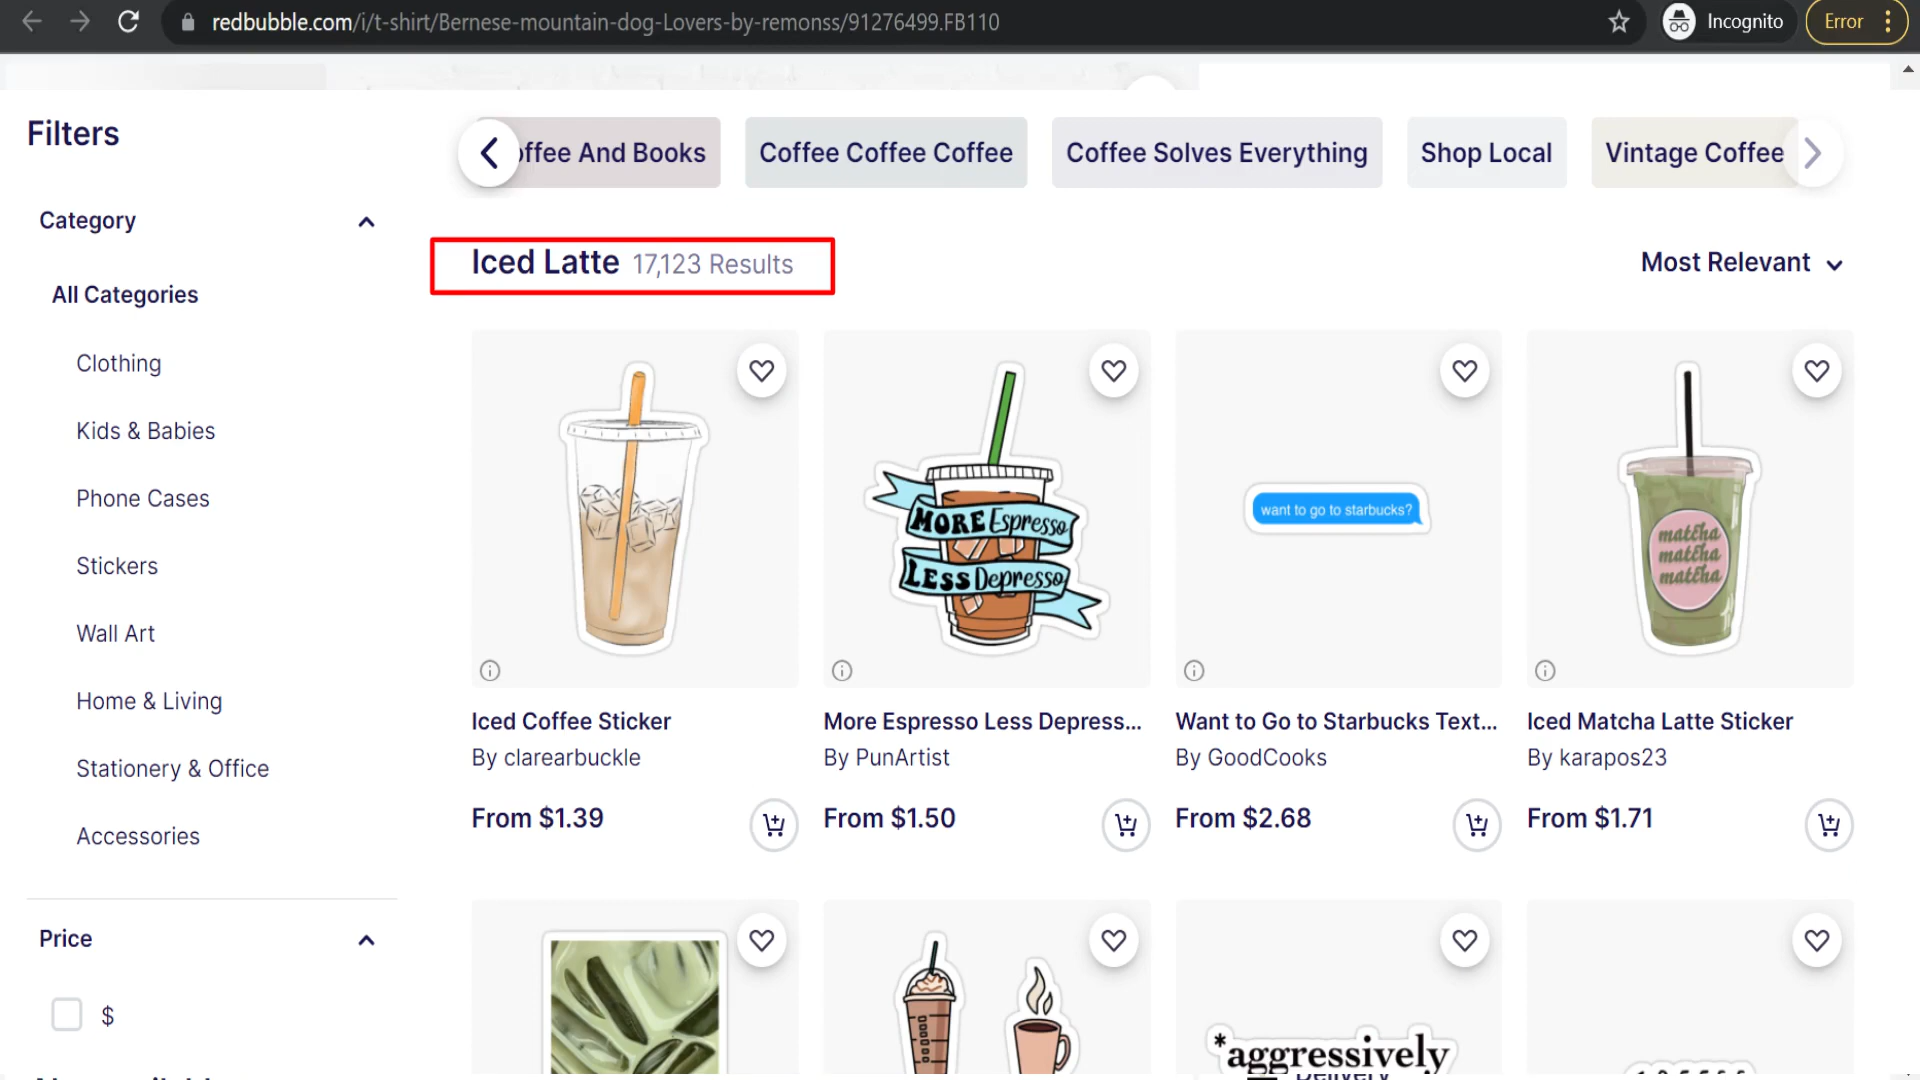 redbubble.com/i/t-shirt/Bernese-mountain-dog-Lovers-by-remonss/91276499.FB110
Incognito
Error
Filters
offee And Books
Coffee Coffee Coffee
Coffee Solves Everything
Shop Local
Vintage Coffee
Category
Iced Latte 17,123 Results
Most Relevant
All Categories
Clothing
Kids & Babies
Phone Cases
Stickers
Wall Art
Home & Living
Stationery & Office
Accessories
MORE Espresso
LESS Depresso
want to go to starbucks?
matcha
matcha
matcha
Iced Coffee Sticker
By clarearbuckle
From $1.39
More Espresso Less Depress...
By PunArtist
From $1.50
Want to Go to Starbucks Text...
By GoodCooks
From $2.68
Iced Matcha Latte Sticker
By karapos23
From $1.71
Price
$
*aggressively
Delivery